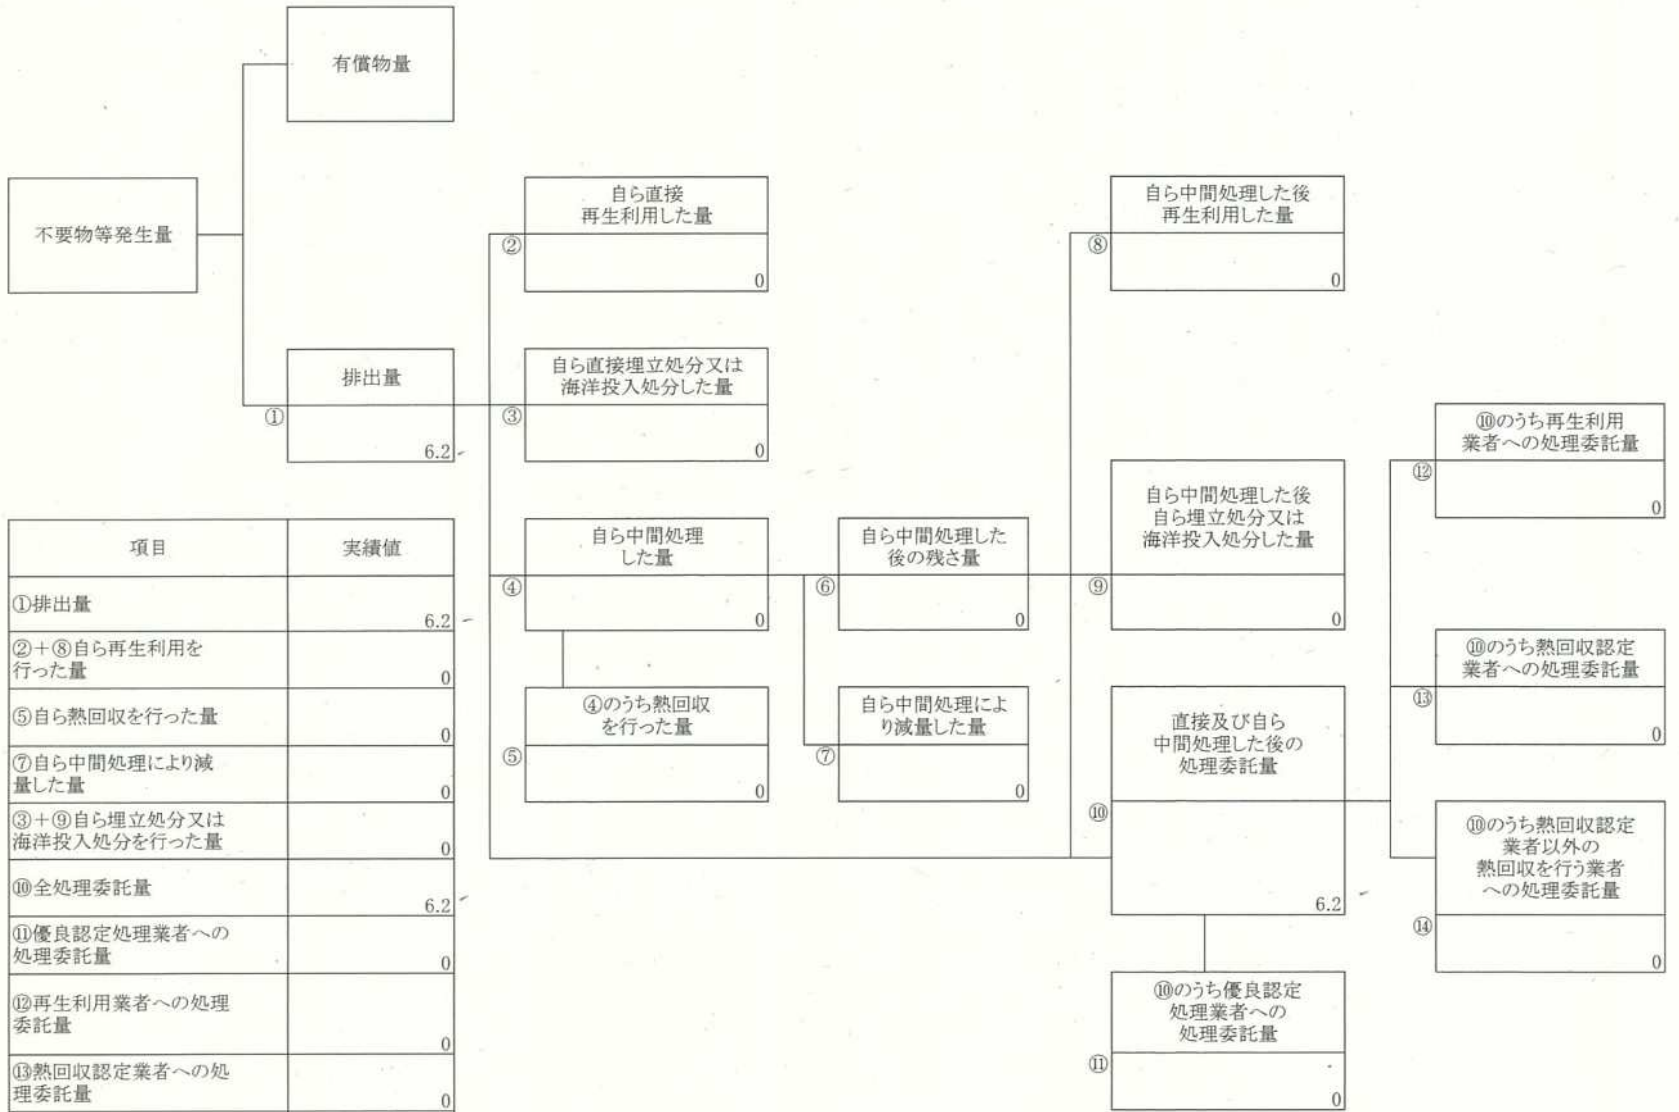 有償物量
不要物等発生量
自ら直接
再生利用した量
②
0
自ら中間処理した後
再生利用した量
⑧
0
排出量
①
6.2
自ら直接埋立処分又は
海洋投入処分した量
③
0
⑩のうち再生利用
業者への処理委託量
⑫
0
自ら中間処理
した量
④
0
自ら中間処理した
後の残さ量
⑥
0
自ら中間処理した後
自ら埋立処分又は
海洋投入処分した量
⑨
0
⑩のうち熱回収認定
業者への処理委託量
⑬
0
④のうち熱回収
を行った量
⑤
0
自ら中間処理によ
り減量した量
⑦
0
直接及び自ら
中間処理した後の
処理委託量
⑩
6.2
⑩のうち熱回収認定
業者以外の
熱回収を行う業者
への処理委託量
⑭
0
⑩のうち優良認定
処理業者への
処理委託量
⑪
0
項目 実績値
①排出量
6.2
②+⑧自ら再生利用を
行った量
0
⑤自ら熱回収を行った量
0
⑦自ら中間処理により減
量した量
0
③+⑨自ら埋立処分又は
海洋投入処分を行った量
0
⑩全処理委託量
6.2
⑪優良認定処理業者への
処理委託量
0
⑫再生利用業者への処理
委託量
0
⑬熱回収認定業者への処
理委託量
0